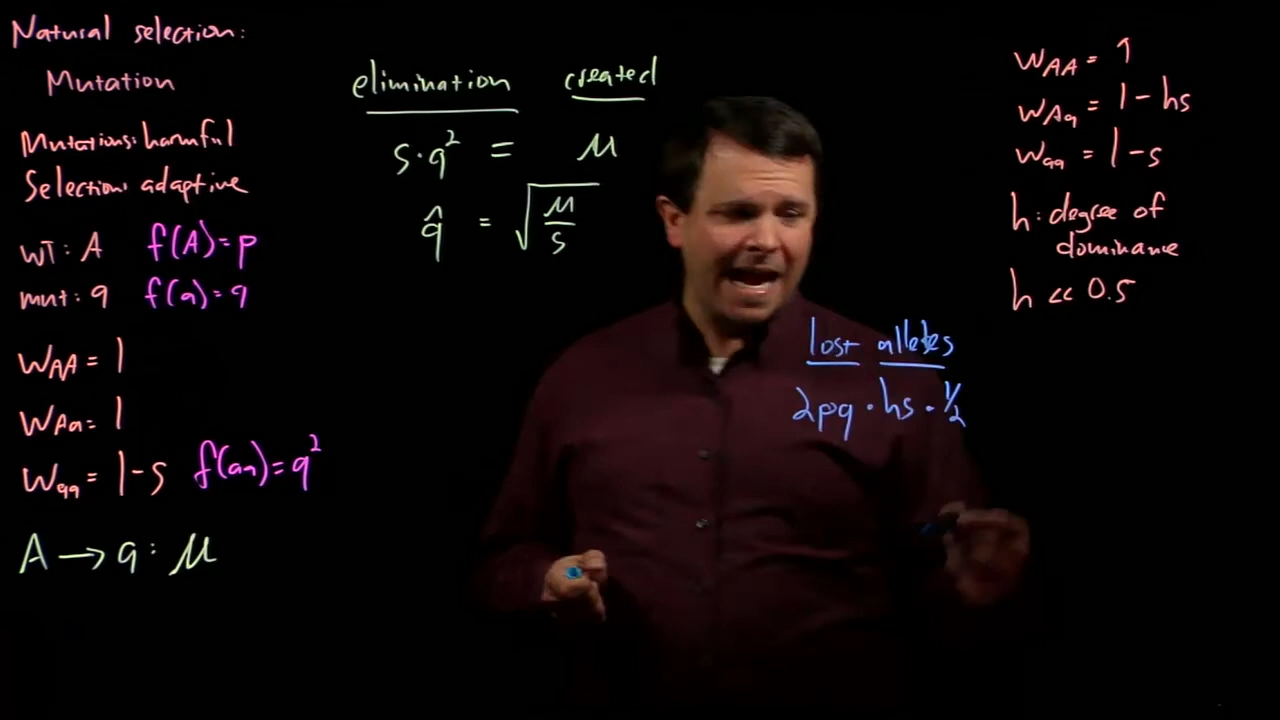 Natural selection:
Mutation
Mutations: harmful
Selection: adaptive
WT: A f(A)=p
mut: a f(a)=q
W_AA = 1
W_Aa = 1
W_aa = 1-s f(aa)=q²
A → a: μ
elimination created
s·q² = μ
q̂ = √(μ/s)
lost alleles
2pq · hs · 1/2
W_AA = 1
W_Aa = 1 - hs
W_aa = 1-s
h: degree of
dominance
h << 0.5